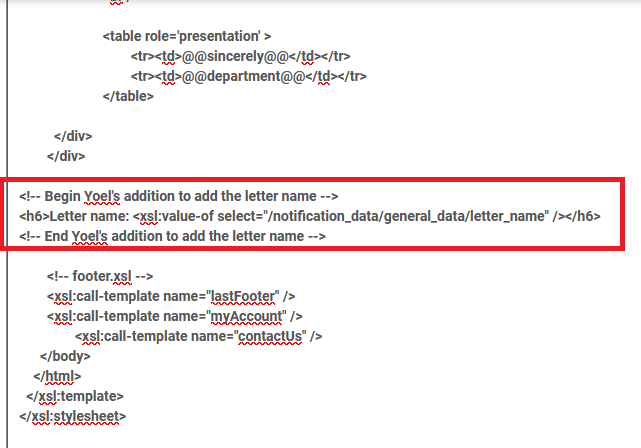 <table role='presentation' >
<tr><td>@@sincerely@@</td></tr>
<tr><td>@@department@@</td></tr>
</table>
</div>
</div>
<!-- Begin Yoel's addition to add the letter name -->
<h6>Letter name: <xsl:value-of select="/notification_data/general_data/letter_name" /></h6>
<!-- End Yoel's addition to add the letter name -->
<!-- footer.xsl -->
<xsl:call-template name="lastFooter" />
<xsl:call-template name="myAccount" />
<xsl:call-template name="contactUs" />
</body>
</html>
</xsl:template>
</xsl:stylesheet>